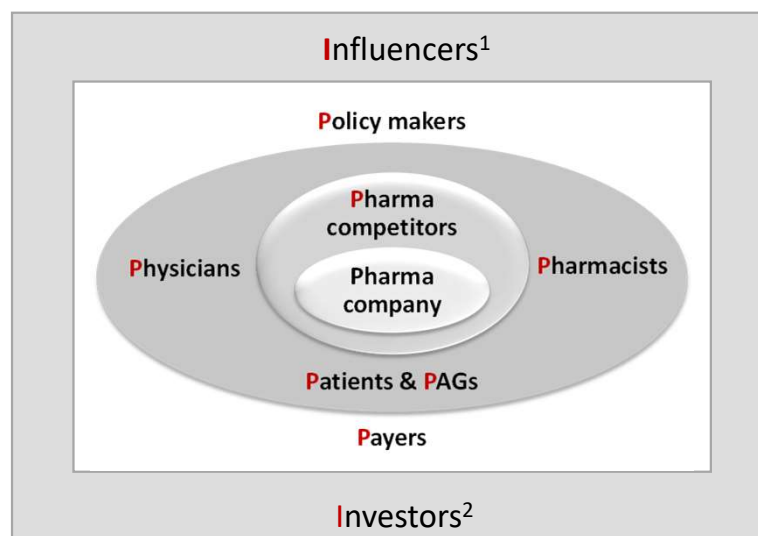 Influencers¹
Policy makers
Pharma
competitors
Physicians
Pharmacists
Pharma
company
Patients & PAGs
Payers
Investors²